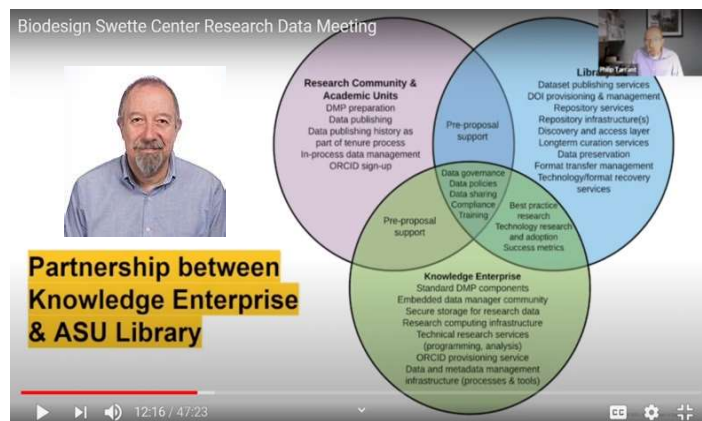 Biodesign Swette Center Research Data Meeting
Research Community &
Academic Units
DMP preparation
Data publishing
Data publishing history as
part of tenure process
In-process data management
ORCID sign-up
Pre-proposal
support
Dataset publishing services
DOI provisioning & management
Repository services
Repository infrastructure(s)
Discovery and access layer
Longterm curation services
Data preservation
Format transfer management
Technology/format recovery
services
Data governance
Data policies
Data sharing
Compliance
Training
Pre-proposal
support
Best practice
research
Technology research
and adoption
Success metrics
Partnership between
Knowledge Enterprise
& ASU Library
Knowledge Enterprise
Standard DMP components
Embedded data manager community
Secure storage for research data
Research computing infrastructure
Technical research services
(programming, analysis)
ORCID provisioning service
Data and metadata management
infrastructure (processes & tools)
12:16 / 47:23
CC